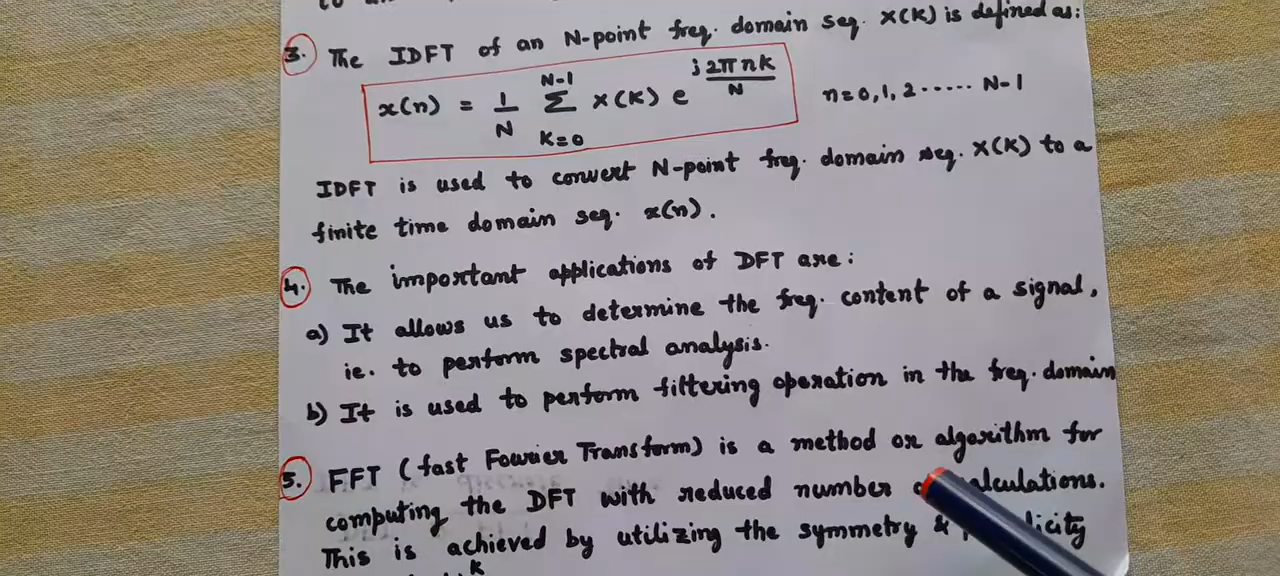 3. The IDFT of an N-point freq. domain seq. X(K) is defined as:
x(n) = 1/N Σ_{K=0}^{N-1} X(K) e^{j2πnk/N} n=0,1,2..... N-1
IDFT is used to convert N-point freq. domain seq. X(K) to a
finite time domain seq. x(n).
4. The important applications of DFT are:
a) It allows us to determine the freq. content of a signal,
ie. to perform spectral analysis.
b) It is used to perform filtering operation in the freq. domain
5. FFT (fast Fourier Transform) is a method or algorithm for
computing the DFT with reduced number calculations.
This is achieved by utilizing the symmetry &
k